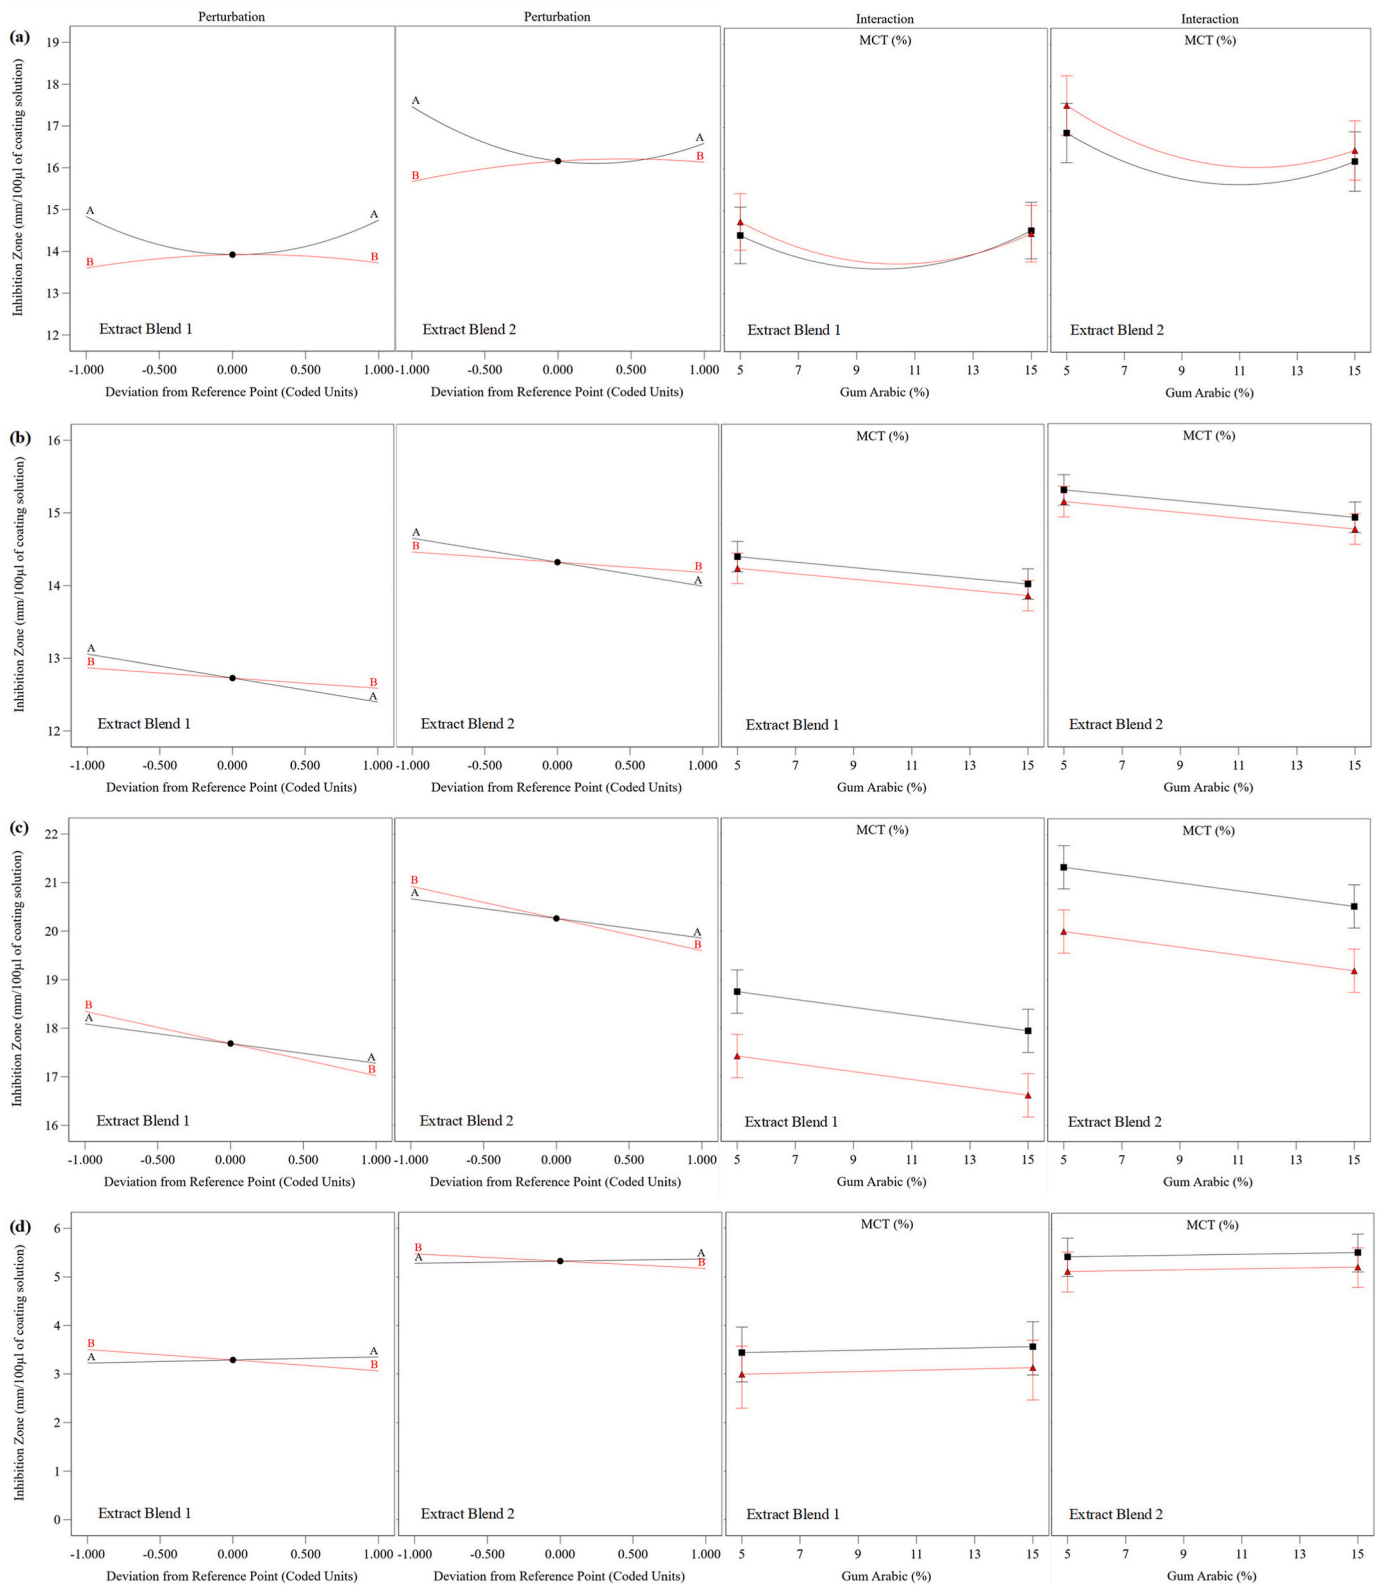 Perturbation
Perturbation
Interaction
Interaction
(a)
MCT (%)
MCT (%)
Inhibition Zone (mm/100µl of coating solution)
19
18
17
16
15
14
13
12
A
A
B
B
Extract Blend 1
A
A
B
B
Extract Blend 2
Extract Blend 1
Extract Blend 2
-1.000 -0.500 0.000 0.500 1.000
-1.000 -0.500 0.000 0.500 1.000
5 7 9 11 13 15
5 7 9 11 13 15
Deviation from Reference Point (Coded Units)
Deviation from Reference Point (Coded Units)
Gum Arabic (%)
Gum Arabic (%)
(b)
MCT (%)
MCT (%)
Inhibition Zone (mm/100µl of coating solution)
16
15
14
13
12
A
B
B
A
Extract Blend 1
A
B
B
A
Extract Blend 2
Extract Blend 1
Extract Blend 2
-1.000 -0.500 0.000 0.500 1.000
-1.000 -0.500 0.000 0.500 1.000
5 7 9 11 13 15
5 7 9 11 13 15
Deviation from Reference Point (Coded Units)
Deviation from Reference Point (Coded Units)
Gum Arabic (%)
Gum Arabic (%)
(c)
MCT (%)
MCT (%)
Inhibition Zone (mm/100µl of coating solution)
22
21
20
19
18
17
16
B
A
A
B
Extract Blend 1
B
A
A
B
Extract Blend 2
Extract Blend 1
Extract Blend 2
-1.000 -0.500 0.000 0.500 1.000
-1.000 -0.500 0.000 0.500 1.000
5 7 9 11 13 15
5 7 9 11 13 15
Deviation from Reference Point (Coded Units)
Deviation from Reference Point (Coded Units)
Gum Arabic (%)
Gum Arabic (%)
(d)
MCT (%)
MCT (%)
Inhibition Zone (mm/100µl of coating solution)
6
5
4
3
2
1
0
B
A
A
B
Extract Blend 1
B
A
A
B
Extract Blend 2
Extract Blend 1
Extract Blend 2
-1.000 -0.500 0.000 0.500 1.000
-1.000 -0.500 0.000 0.500 1.000
5 7 9 11 13 15
5 7 9 11 13 15
Deviation from Reference Point (Coded Units)
Deviation from Reference Point (Coded Units)
Gum Arabic (%)
Gum Arabic (%)